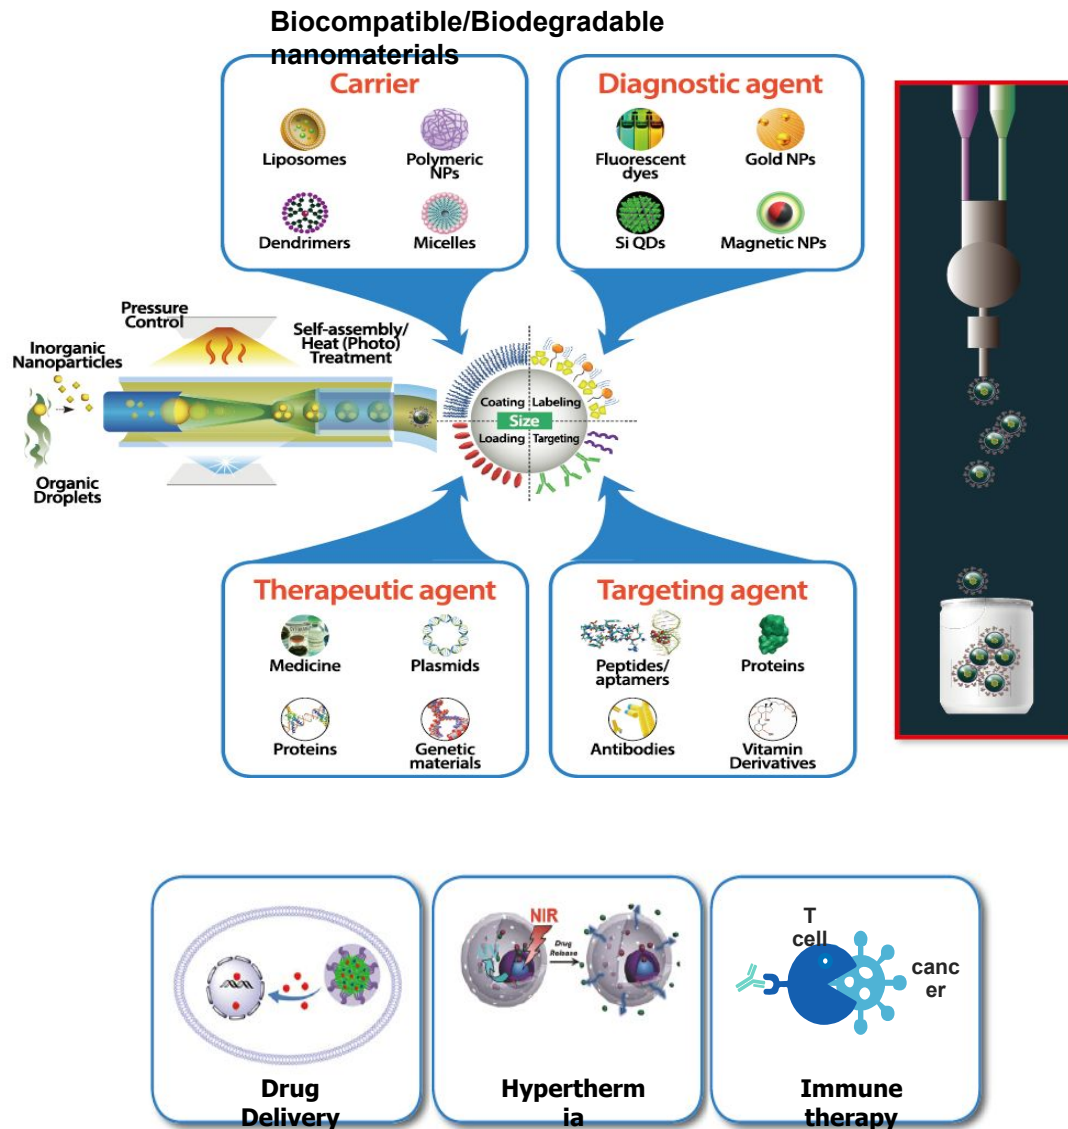 Biocompatible/Biodegradable
nanomaterials
Carrier
Liposomes
Polymeric
NPs
Dendrimers
Micelles
Diagnostic agent
Fluorescent
dyes
Gold NPs
Si QDs
Magnetic NPs
Pressure
Control
Self-assembly/
Heat (Photo)
Treatment
Inorganic
Nanoparticles
Organic
Droplets
Coating
Labeling
Size
Loading
Targeting
Therapeutic agent
Medicine
Plasmids
Proteins
Genetic
materials
Targeting agent
Peptides/
aptamers
Proteins
Antibodies
Vitamin
Derivatives
Drug
Delivery
NIR
Drug
Release
Hypertherm
ia
T
cell
canc
er
Immune
therapy